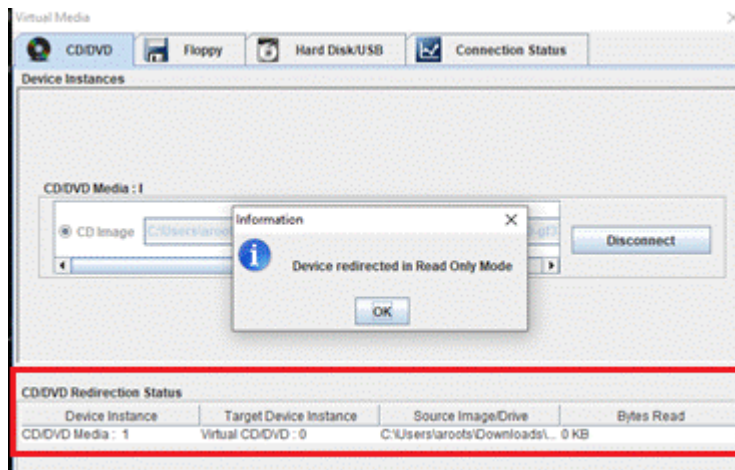 Virtual Media
CD/DVD Floppy Hard Disk/USB Connection Status
Device Instances
CD/DVD Media : I
Information
CD Image C:\Users\aroot
Device redirected in Read Only Mode
Disconnect
OK
CD/DVD Redirection Status
Device Instance Target Device Instance Source Image/Drive Bytes Read
CD/DVD Media : 1 Virtual CD/DVD : 0 C:\Users\aroots\Downloads\... 0 KB